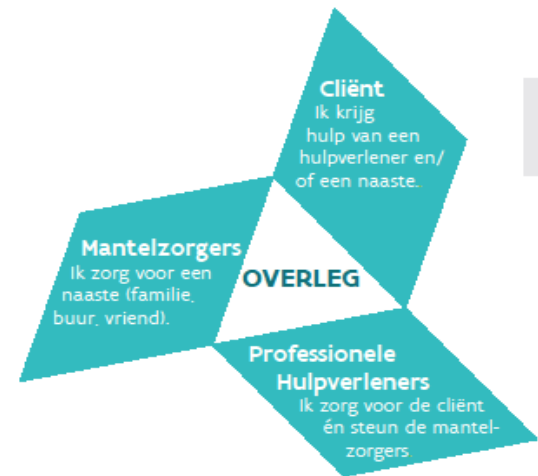 Cliënt
Ik krijg
hulp van een
hulpverlener en/
of een naaste.
Mantelzorgers
Ik zorg voor een
naaste (familie,
buur, vriend).
OVERLEG
Professionele
Hulpverleners
Ik zorg voor de cliënt
én steun de mantel-
zorgers.